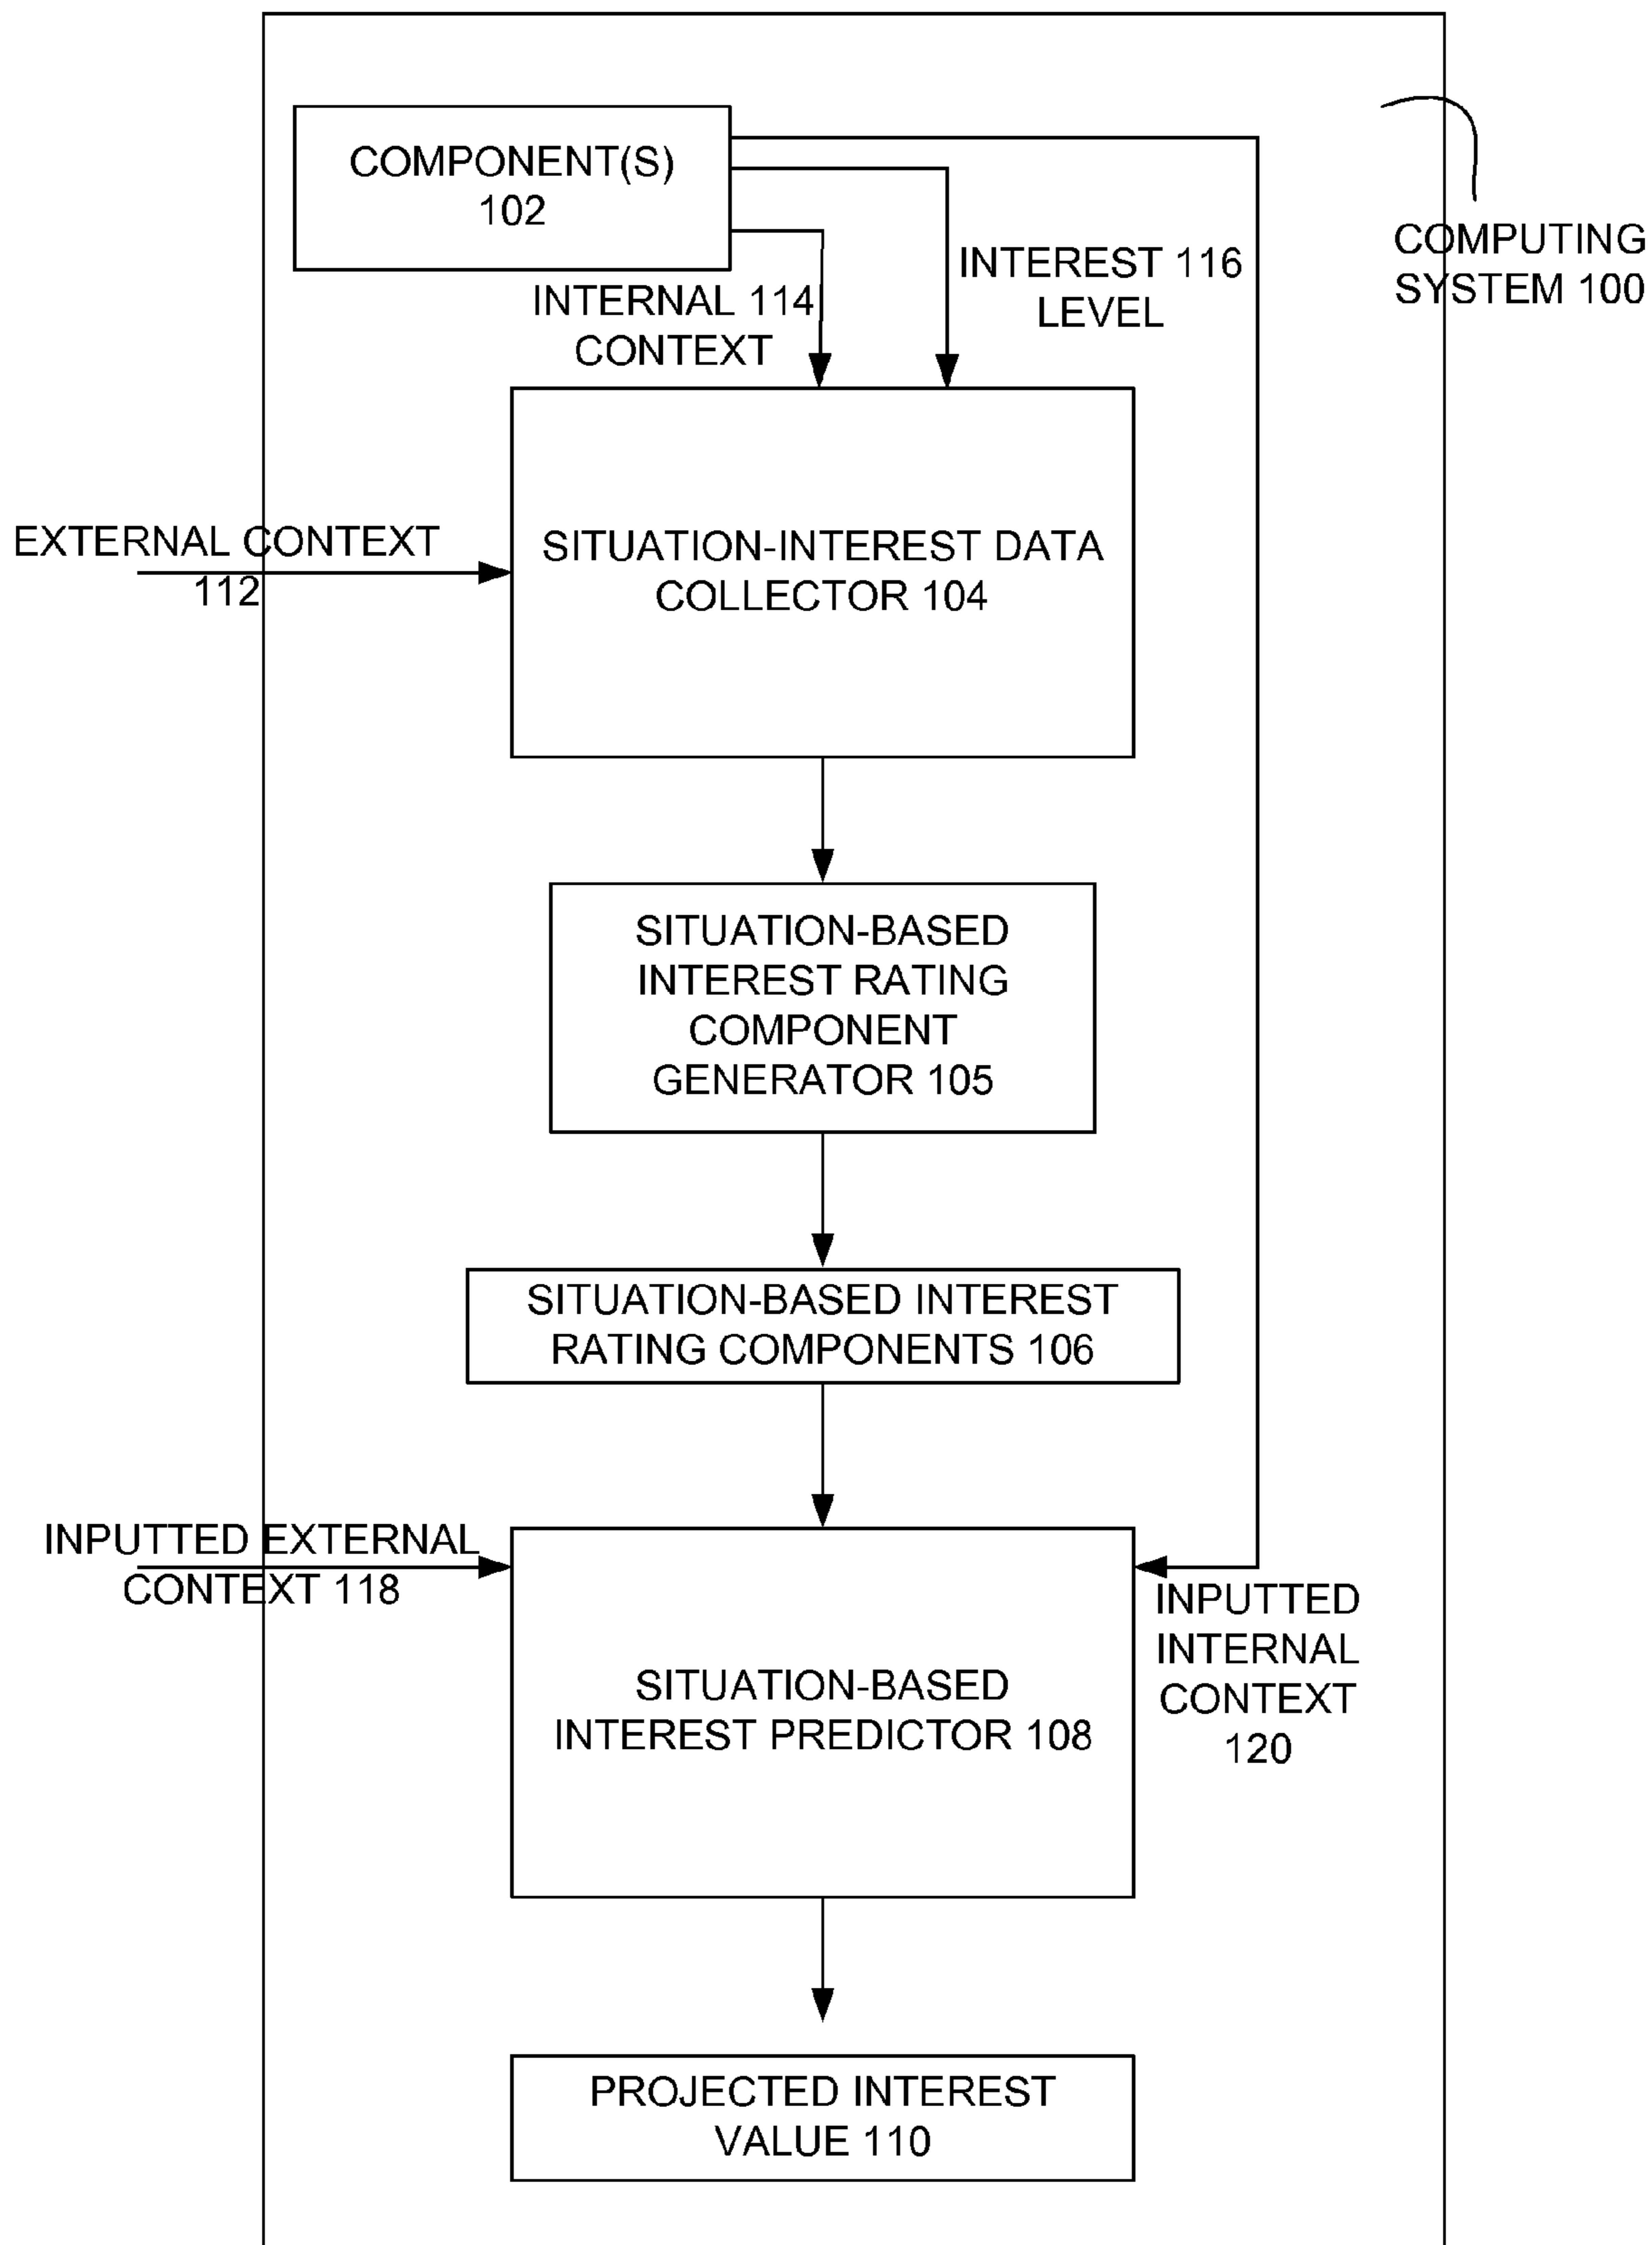 COMPONENT(S)
102
COMPUTING
SYSTEM 100
INTEREST 116
LEVEL
INTERNAL 114
CONTEXT
EXTERNAL CONTEXT
112
SITUATION-INTEREST DATA
COLLECTOR 104
SITUATION-BASED
INTEREST RATING
COMPONENT
GENERATOR 105
SITUATION-BASED INTEREST
RATING COMPONENTS 106
INPUTTED EXTERNAL
CONTEXT 118
INPUTTED
INTERNAL
CONTEXT
120
SITUATION-BASED
INTEREST PREDICTOR 108
PROJECTED INTEREST
VALUE 110